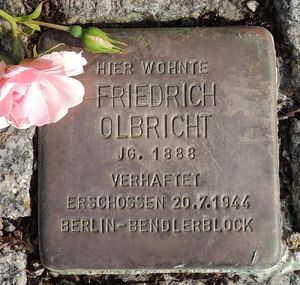 HIER WOHNTE
FRIEDRICH
OLBRICHT
JG. 1888
VERHAFTET
ERSCHOSSEN 20.7.1944
BERLIN-BENDLERBLOCK